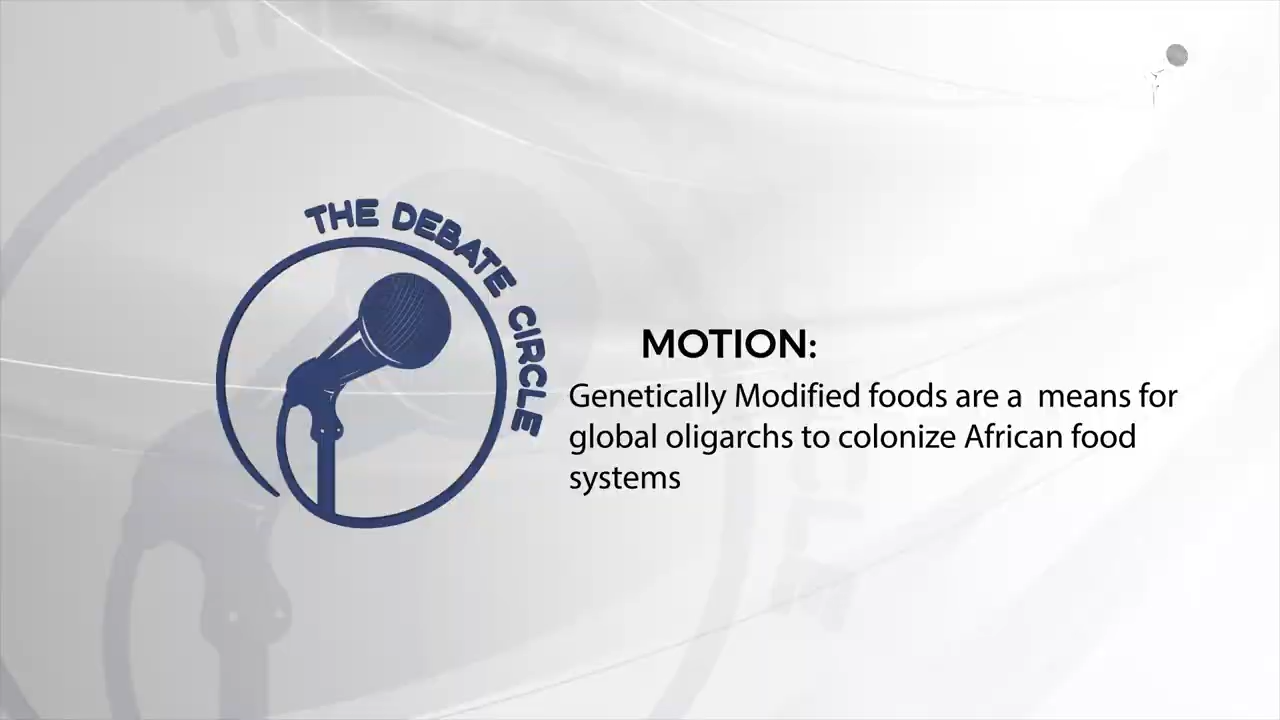 THE DEBATE CIRCLE
MOTION:
Genetically Modified foods are a  means for
global oligarchs to colonize African food
systems